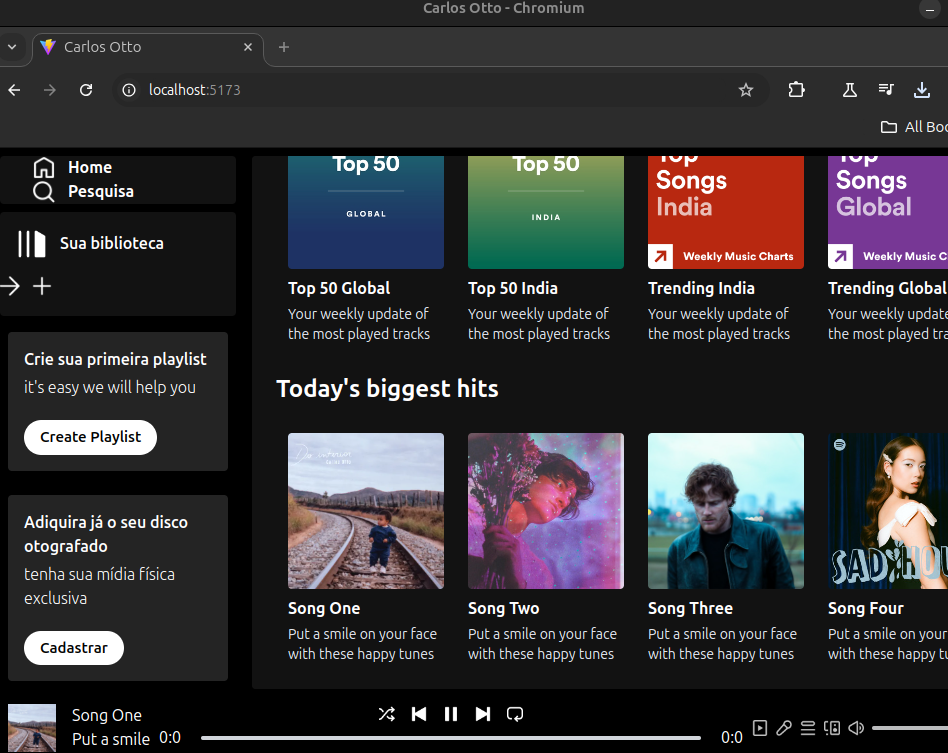 Carlos Otto - Chromium
Carlos Otto
localhost:5173
All Boo
Home
Pesquisa
Sua biblioteca
Crie sua primeira playlist
it's easy we will help you
Create Playlist
Adiquira já o seu disco
otografado
tenha sua mídia física
exclusiva
Cadastrar
Top 50
GLOBAL
Top 50
INDIA
Top
Songs
India
Weekly Music Charts
Top
Songs
Global
Weekly Music C
Top 50 Global
Your weekly update of
the most played tracks
Top 50 India
Your weekly update of
the most played tracks
Trending India
Your weekly update of
the most played tracks
Trending Global
Your weekly update
the most played tra
Today's biggest hits
SAD HOU
Song One
Put a smile on your face
with these happy tunes
Song Two
Put a smile on your face
with these happy tunes
Song Three
Put a smile on your face
with these happy tunes
Song Four
Put a smile on your
with these happy tu
Song One
Put a smile
0:0
0:0